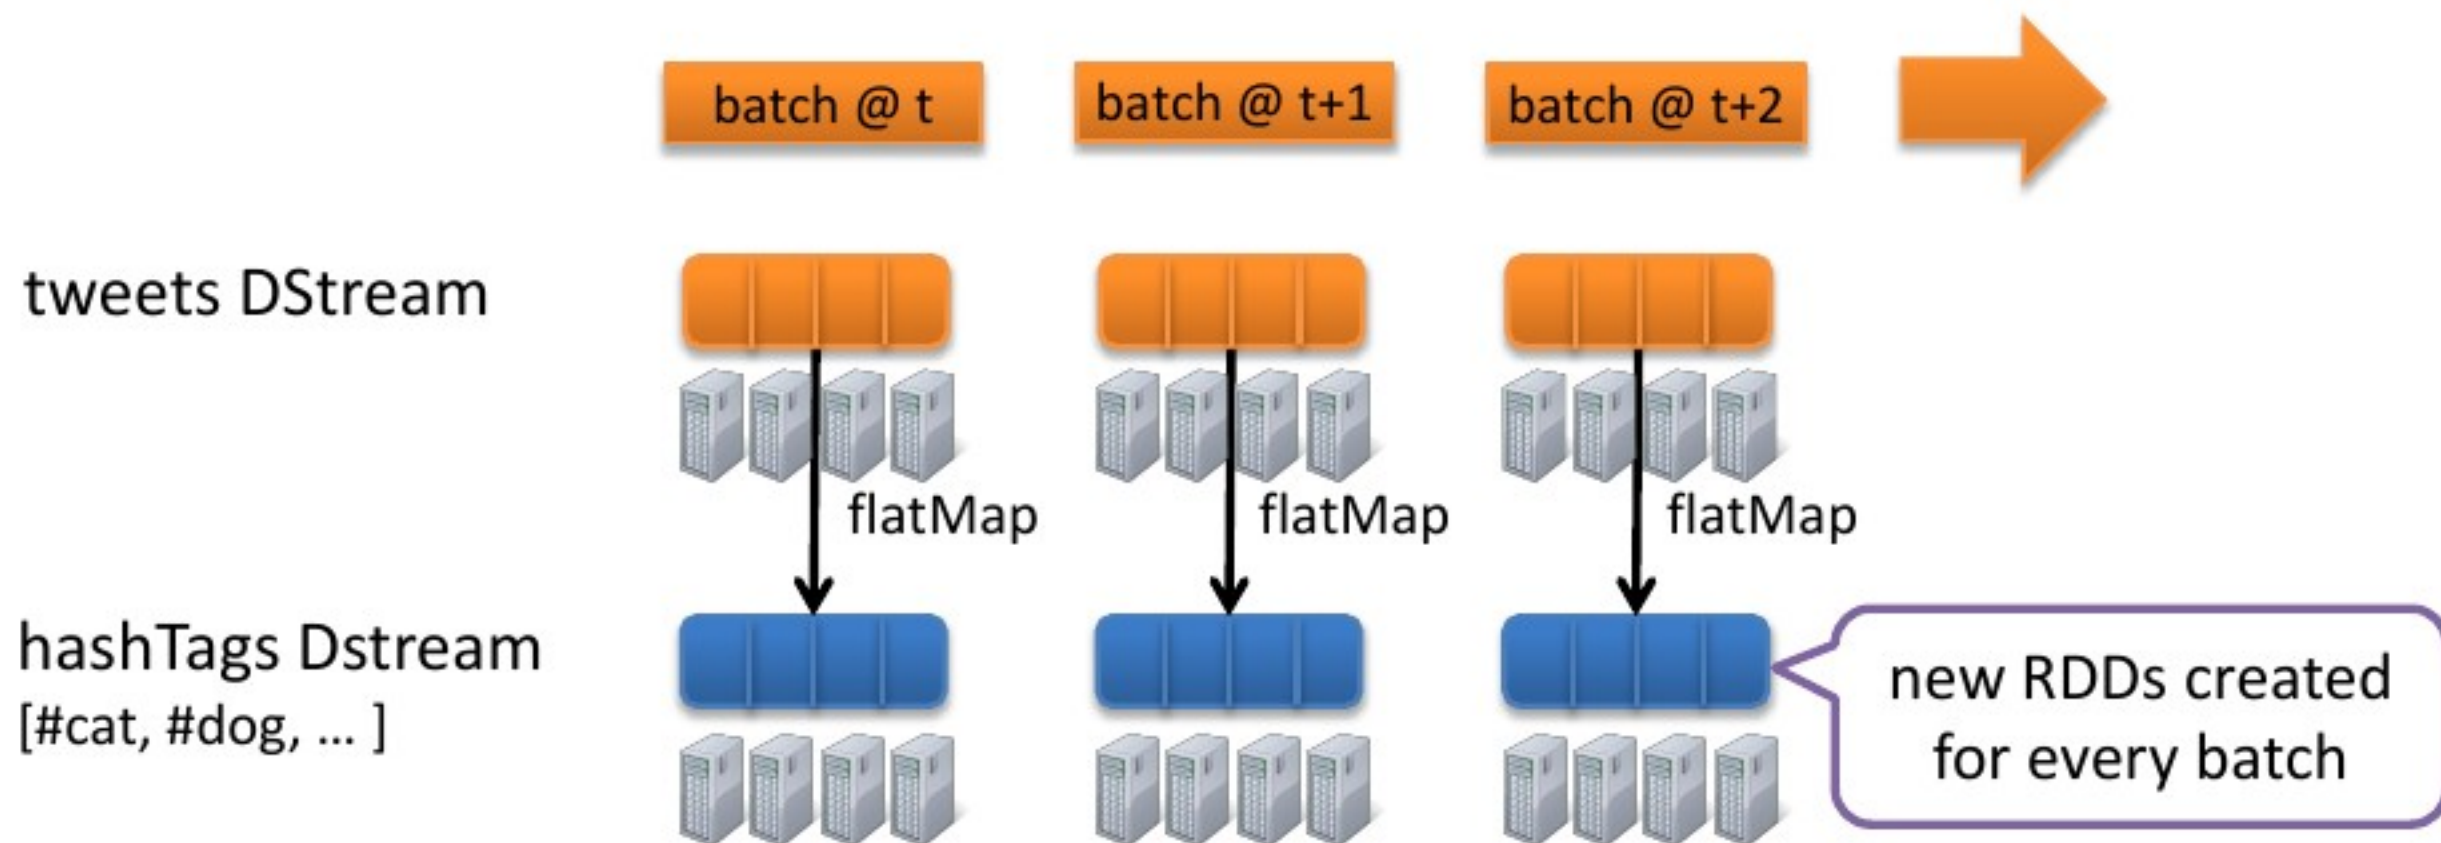 batch @ t
batch @ t+1
batch @ t+2
tweets DStream
flatMap
flatMap
flatMap
hashTags Dstream
[#cat, #dog, ... ]
new RDDs created
for every batch